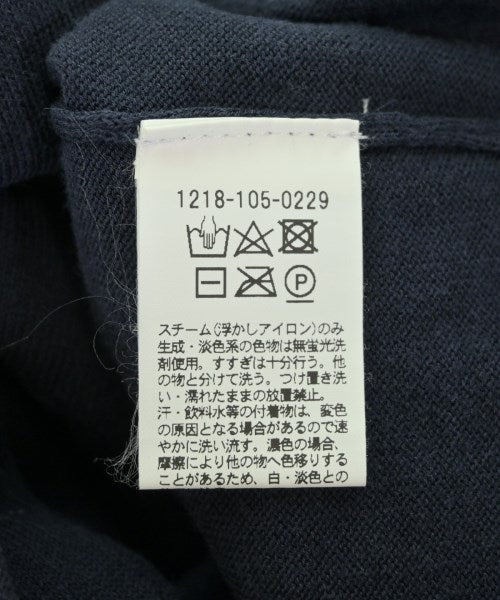 1218-105-0229
P
スチーム(浮かしアイロン)のみ
生成・淡色系の色物は無蛍光洗
剤使用。すすぎは十分行う。他
の物と分けて洗う。つけ置き洗
い・濡れたままの放置禁止。
汗・飲料水等の付着物は、変色
の原因となる場合があるので速
やかに洗い流す。濃色の場合、
摩擦により他の物へ色移りする
ことがあるため、白・淡色との